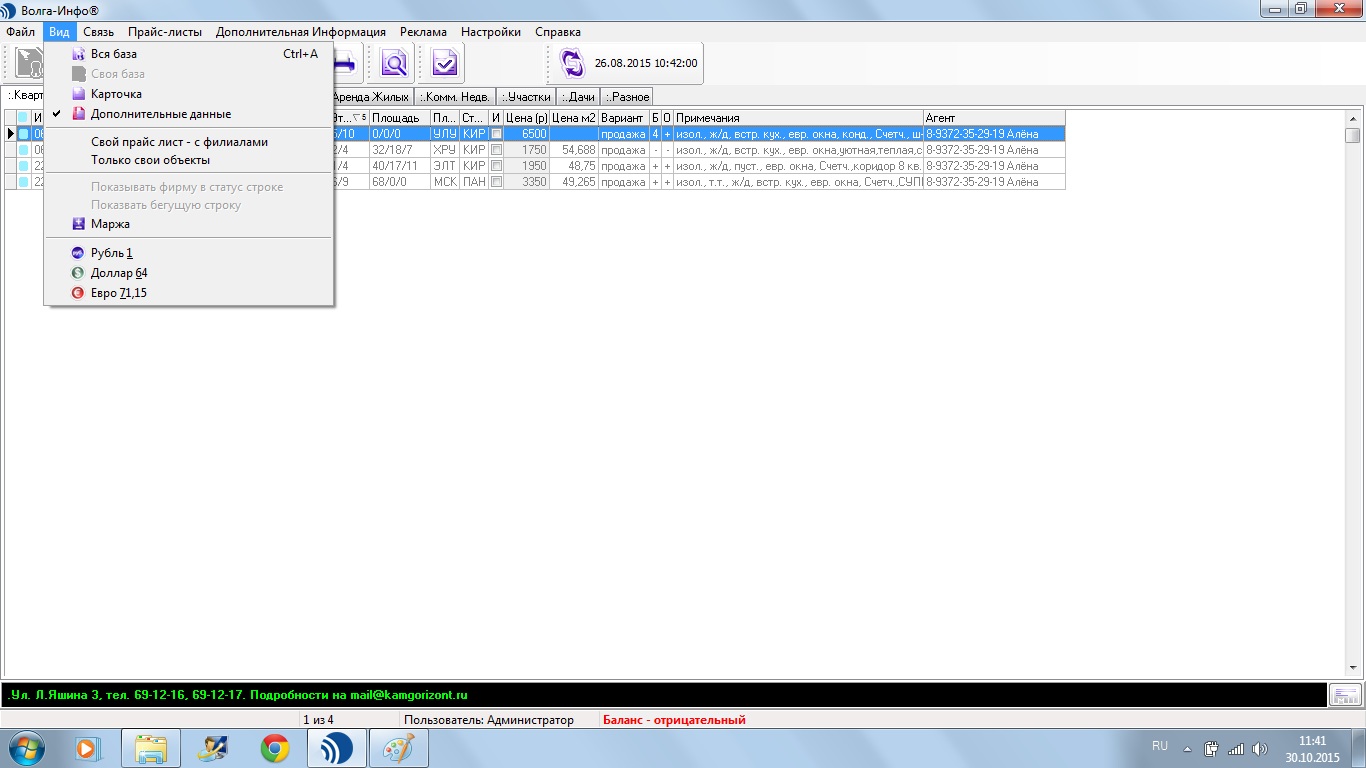 Волга-Инфо®
Файл Вид Связь Прайс-листы Дополнительная Информация Реклама Настройки Справка
Вся база Ctrl+A
Своя база
Карточка
Дополнительные данные
Свой прайс лист - с филиалами
Только свои объекты
Показывать фирму в статус строке
Показвать бегущую строку
Маржа
Рубль 1
Доллар 64
Евро 71,15
26.08.2015 10:42:00
:.Кварт Аренда Жилых :.Комм. Недв. :.Участки :.Дачи :.Разное
И Эт... 5 Площадь Пл... Ст... И Цена (р) Цена м2 Вариант Б О Примечания Агент
5/10 0/0/0 УЛУ КИР 6500 продажа 4 + изол., ж/д, встр. кух., евр. окна, конд., Счетч., ш- 8-9372-35-29-19 Алёна
2/4 32/18/7 ХРУ КИР 1750 54,688 продажа - - изол., ж/д, встр. кух., евр. окна,уютная,теплая,с 8-9372-35-29-19 Алёна
22 /4 40/17/11 ЭЛТ КИР 1950 48,75 продажа + + изол., ж/д, пуст., евр. окна, Счетч.,коридор 8 кв. 8-9372-35-29-19 Алёна
22 /9 68/0/0 МСК ПАН 3350 49,265 продажа + + изол., т.т., ж/д, встр. кух., евр. окна, Счетч.,СУП 8-9372-35-29-19 Алёна
.Ул. Л.Яшина 3, тел. 69-12-16, 69-12-17. Подробности на mail@kamgorizont.ru
1 из 4 Пользователь: Администратор Баланс - отрицательный
RU 11:41
30.10.2015